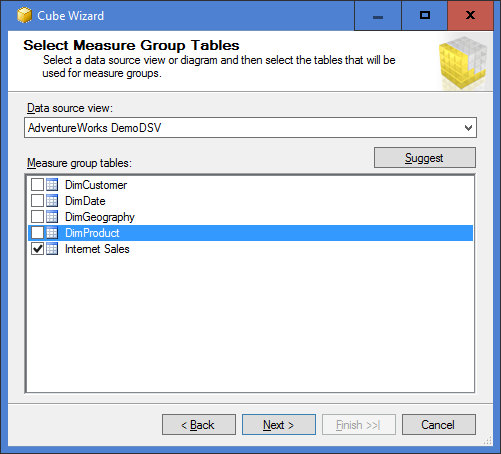 Cube Wizard
Select Measure Group Tables
Select a data source view or diagram and then select the tables that will be
used for measure groups.
Data source view:
AdventureWorks DemoDSV
Suggest
Measure group tables:
DimCustomer
DimDate
DimGeography
DimProduct
Internet Sales
< Back Next > Finish >>| Cancel